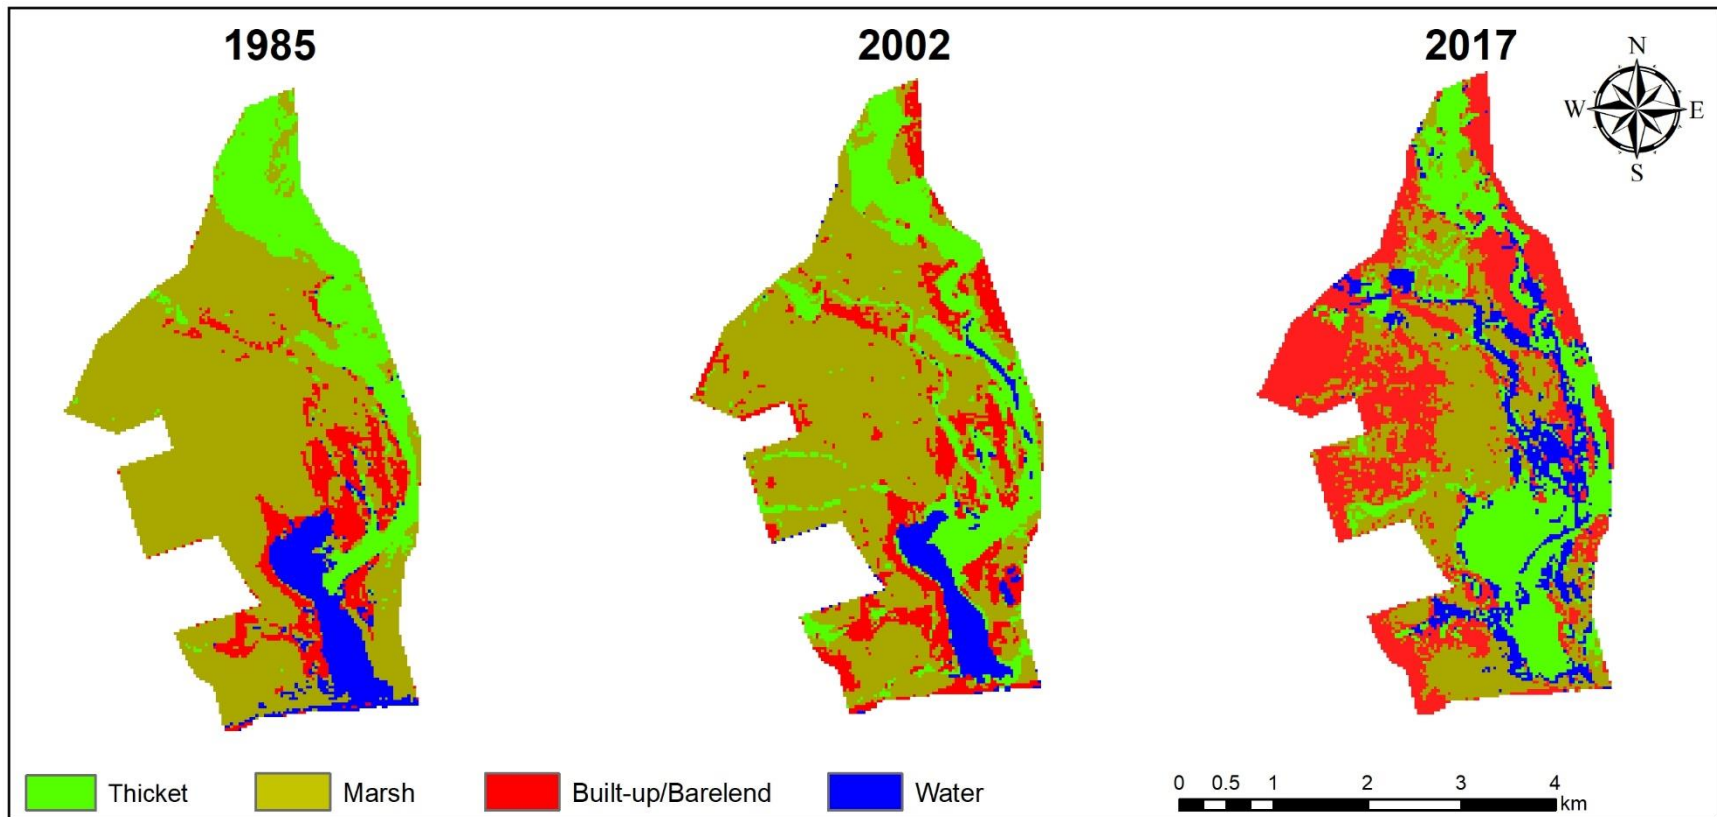 1985
2002
2017
N
W E
S
Thicket
Marsh
Built-up/Barelend
Water
0 0.5 1 2 3 4
km